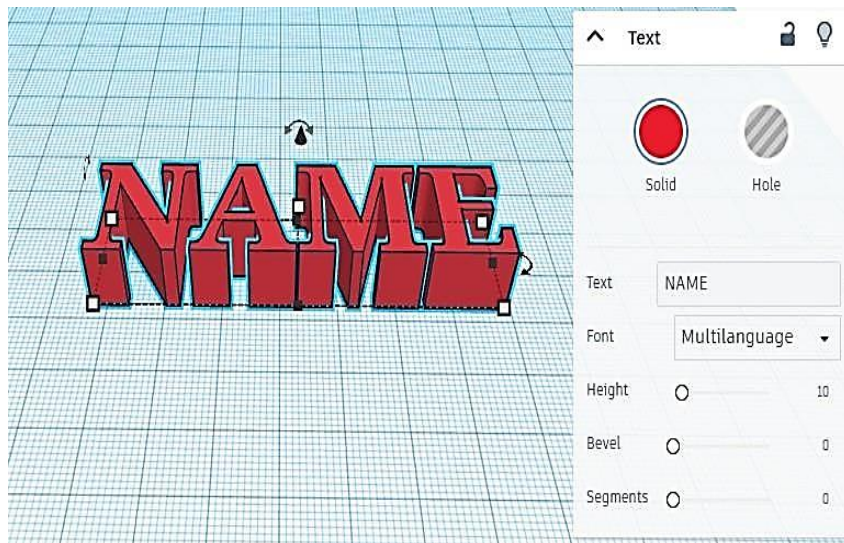 Text
NAME
Solid Hole
Text NAME
Font Multilanguage
Height 10
Bevel 0
Segments 0